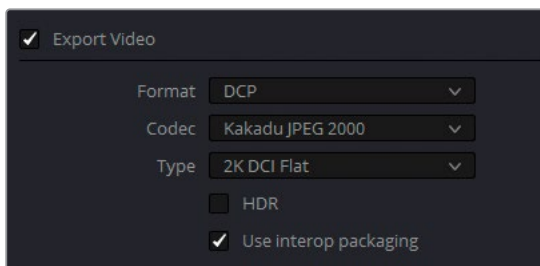 Export Video
Format DCP
Codec Kakadu JPEG 2000
Type 2K DCI Flat
HDR
Use interop packaging